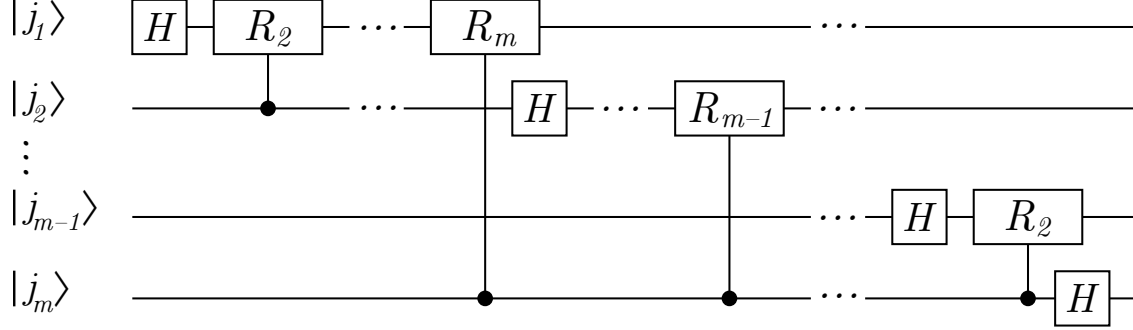 |j₁⟩ H R₂ ⋯ Rₘ ⋯
|j₂⟩ ⋯ H ⋯ Rₘ₋₁ ⋯
⋮
|jₘ₋₁⟩ ⋯ H R₂
|jₘ⟩ ⋯ H